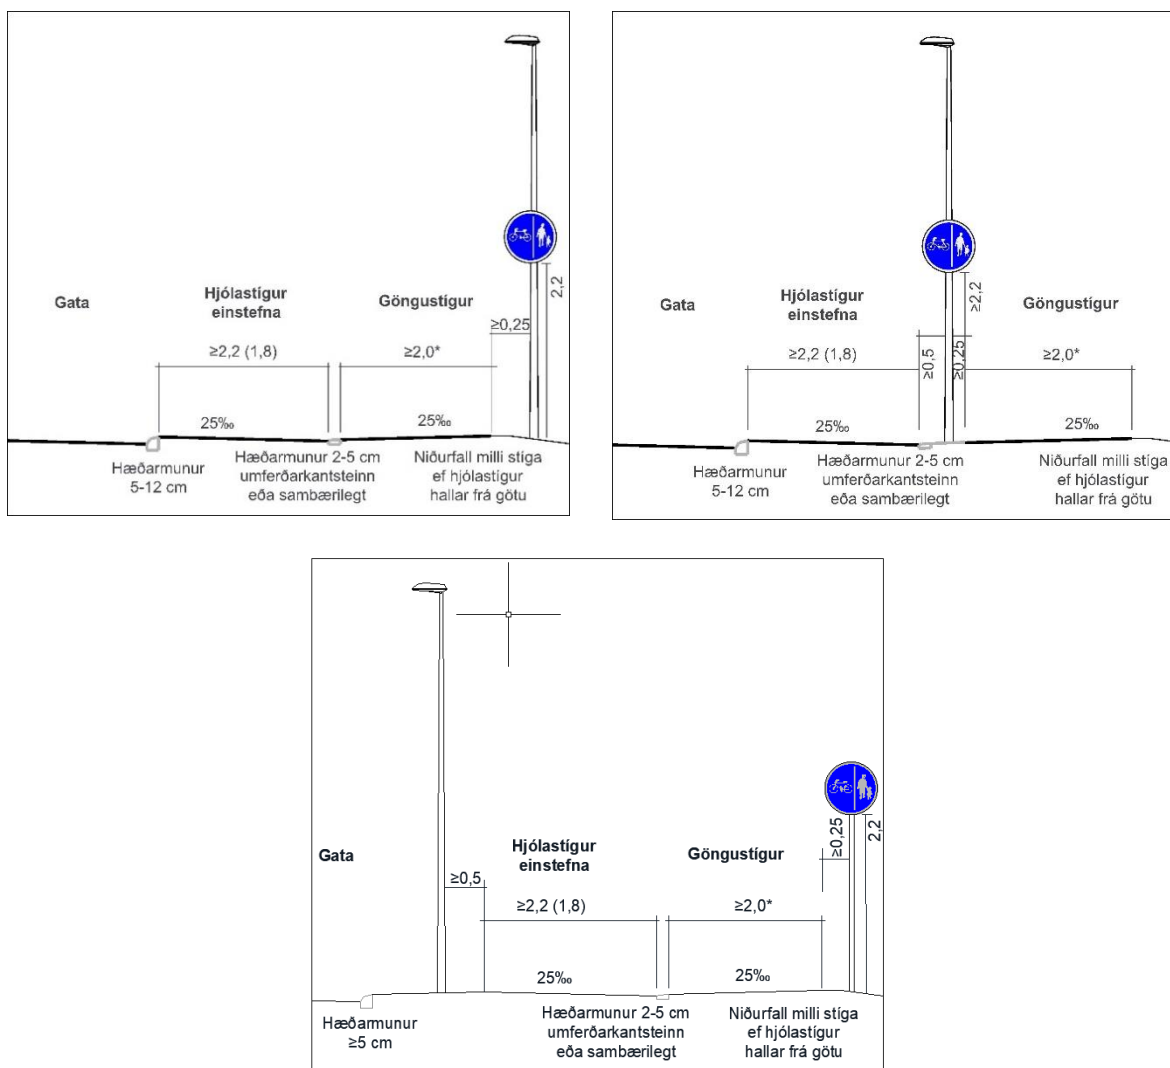 2,2
Gata
Hjólastígur
einstefna
Göngustígur
≥0,25
≥2,2 (1,8)
≥2,0*
25‰
25‰
Hæðarmunur
5-12 cm
Hæðarmunur 2-5 cm
umferðarkantsteinn
eða sambærilegt
Niðurfall milli stíga
ef hjólastígur
hallar frá götu
Gata
Hjólastígur
einstefna
≥2,2
Göngustígur
≥2,2 (1,8)
≥0,5
≥0,25
≥2,0*
25‰
25‰
Hæðarmunur
5-12 cm
Hæðarmunur 2-5 cm
umferðarkantsteinn
eða sambærilegt
Niðurfall milli stíga
ef hjólastígur
hallar frá götu
≥0,25
2,2
Gata
Hjólastígur
einstefna
Göngustígur
≥0,5
≥2,2 (1,8)
≥2,0*
25‰
25‰
Hæðarmunur
≥5 cm
Hæðarmunur 2-5 cm
umferðarkantsteinn
eða sambærilegt
Niðurfall milli stíga
ef hjólastígur
hallar frá götu